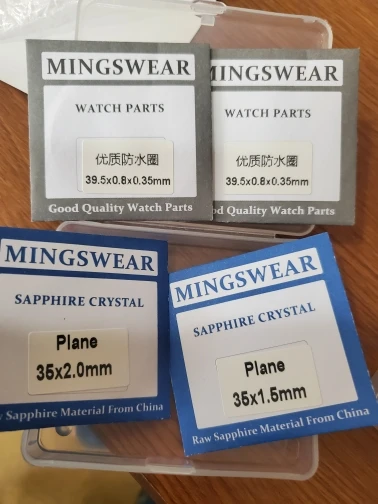 MINGSWEAR
WATCH PARTS
优质防水圈
39.5x0.8x0.35mm
Good Quality Watch Parts
MINGSWEAR
WATCH PARTS
优质防水圈
39.5x0.8x0.35mm
Quality Watch Parts
MINGSWEAR
SAPPHIRE CRYSTAL
Plane
35x2.0mm
Sapphire Material From China
MINGSWEAR
SAPPHIRE CRYSTAL
Plane
35x1.5mm
Raw Sapphire Material From China